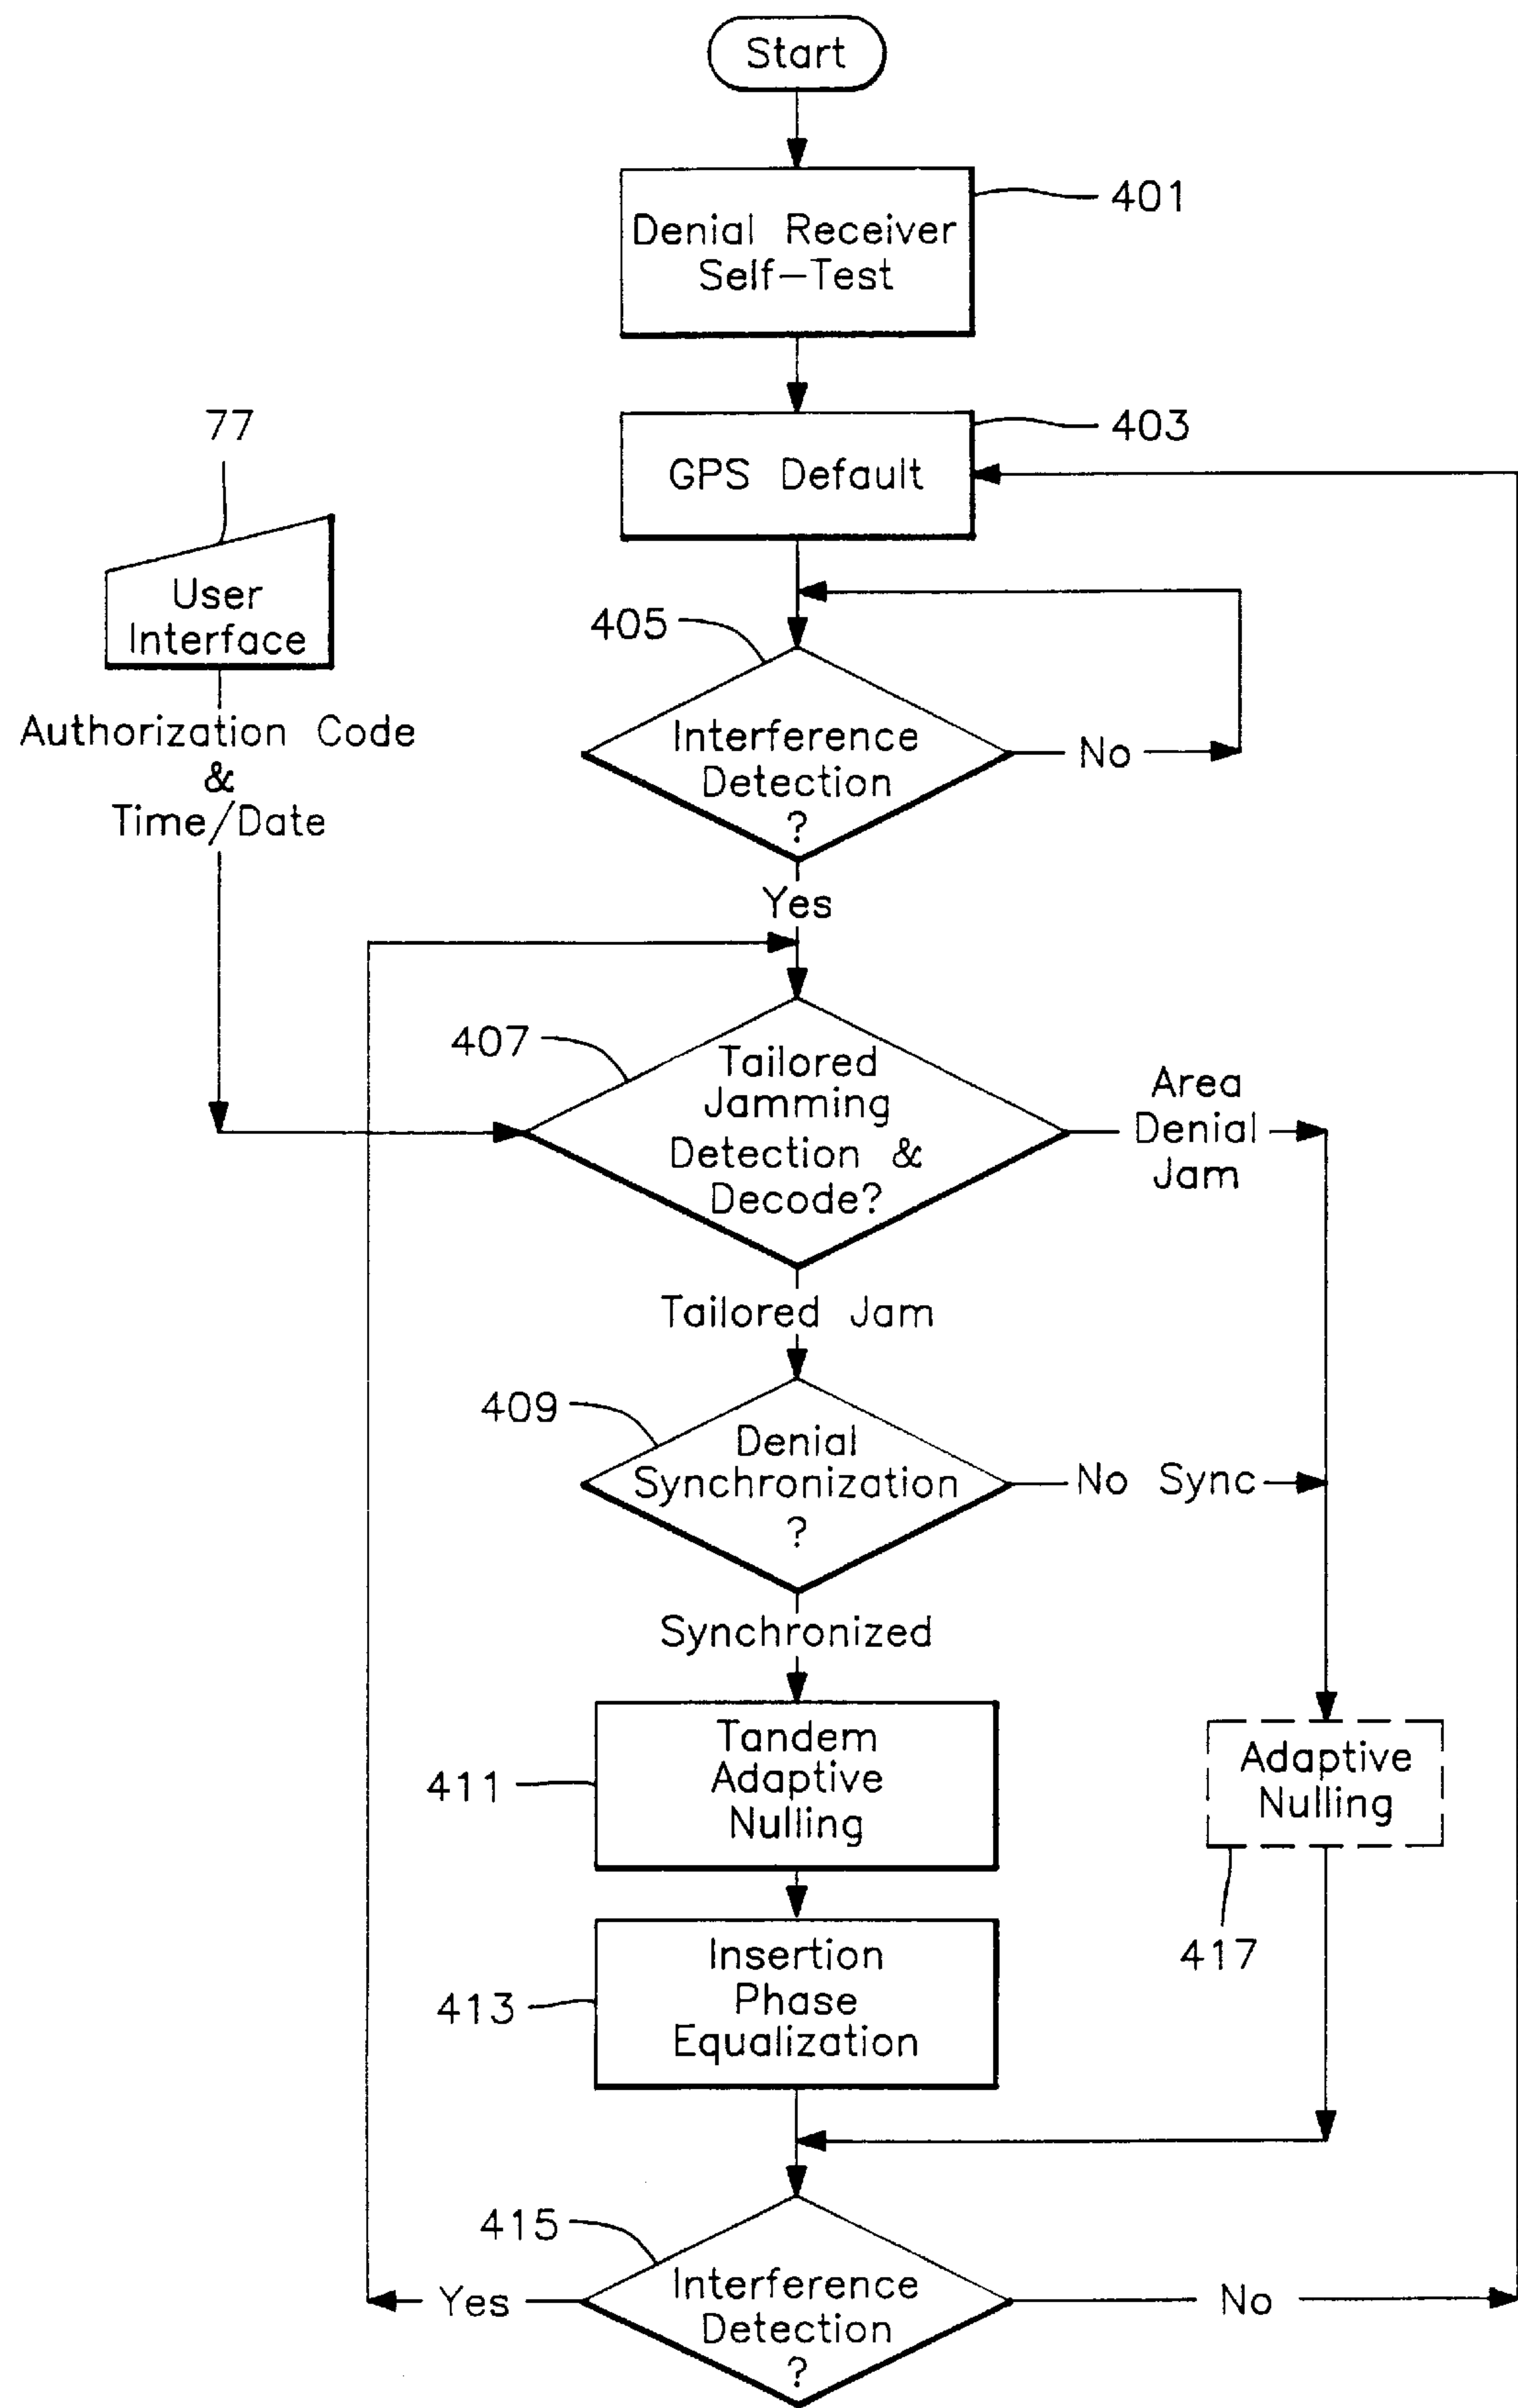 Start
401
Denial Receiver
Self-Test
403
GPS Default
77
User
Interface
Authorization Code
&
Time/Date
405
Interference
Detection
?
No
Yes
407
Tailored
Jamming
Detection &
Decode?
Area
Denial
Jam
Tailored Jam
409
Denial
Synchronization
?
No Sync
Synchronized
411
Tandem
Adaptive
Nulling
Adaptive
Nulling
417
413
Insertion
Phase
Equalization
415
Interference
Detection
?
Yes
No